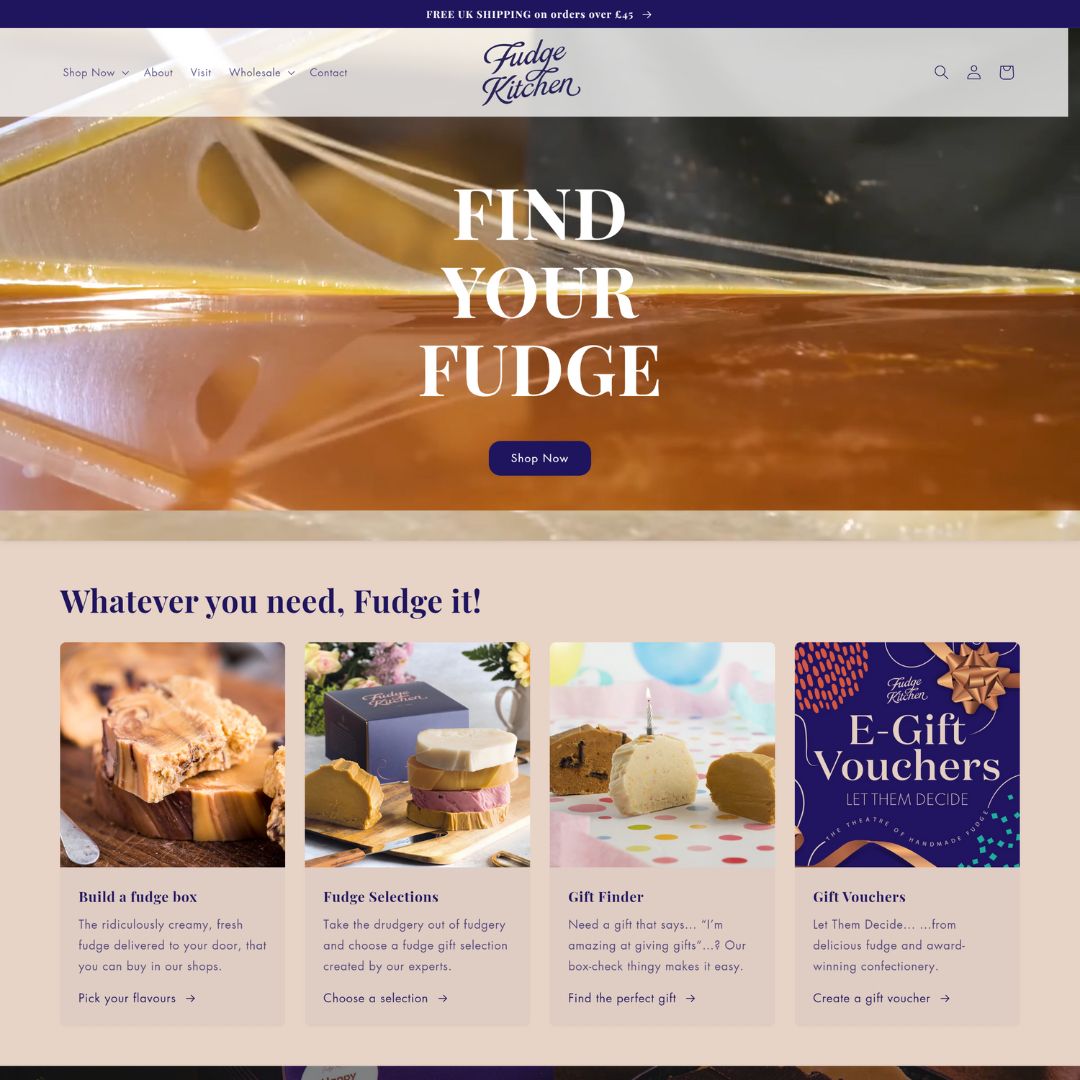 FREE UK SHIPPING on orders over £45 →
Shop Now About Visit Wholesale Contact
Fudge
Kitchen
FIND
YOUR
FUDGE
Shop Now
Whatever you need, Fudge it!
Fudge
Kitchen
Fudge
Kitchen
E-Gift
Vouchers
LET THEM DECIDE
THE THEATRE OF HANDMADE FUDGE
Build a fudge box
The ridiculously creamy, fresh
fudge delivered to your door, that
you can buy in our shops.
Pick your flavours →
Fudge Selections
Take the drudgery out of fudgery
and choose a fudge gift selection
created by our experts.
Choose a selection →
Gift Finder
Need a gift that says... “I’m
amazing at giving gifts”...? Our
box-check thingy makes it easy.
Find the perfect gift →
Gift Vouchers
Let Them Decide... ...from
delicious fudge and award-
winning confectionery.
Create a gift voucher →
HAPPY